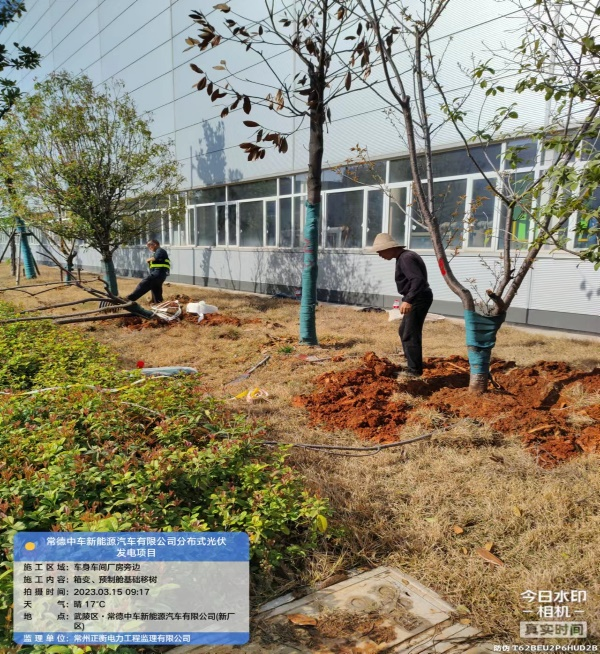 常德中车新能源汽车有限公司分布式光伏
发电项目
施工区域：车身车间厂房旁边
施工内容：箱变、预制舱基础移树
拍摄时间：2023.03.15 09:17
天气：晴 17℃
地点：武陵区·常德中车新能源汽车有限公司(新厂
区)
监理单位：常州正衡电力工程监理有限公司
今日水印
相机
真实时间
防伪 T62BEU2P6HUD2B